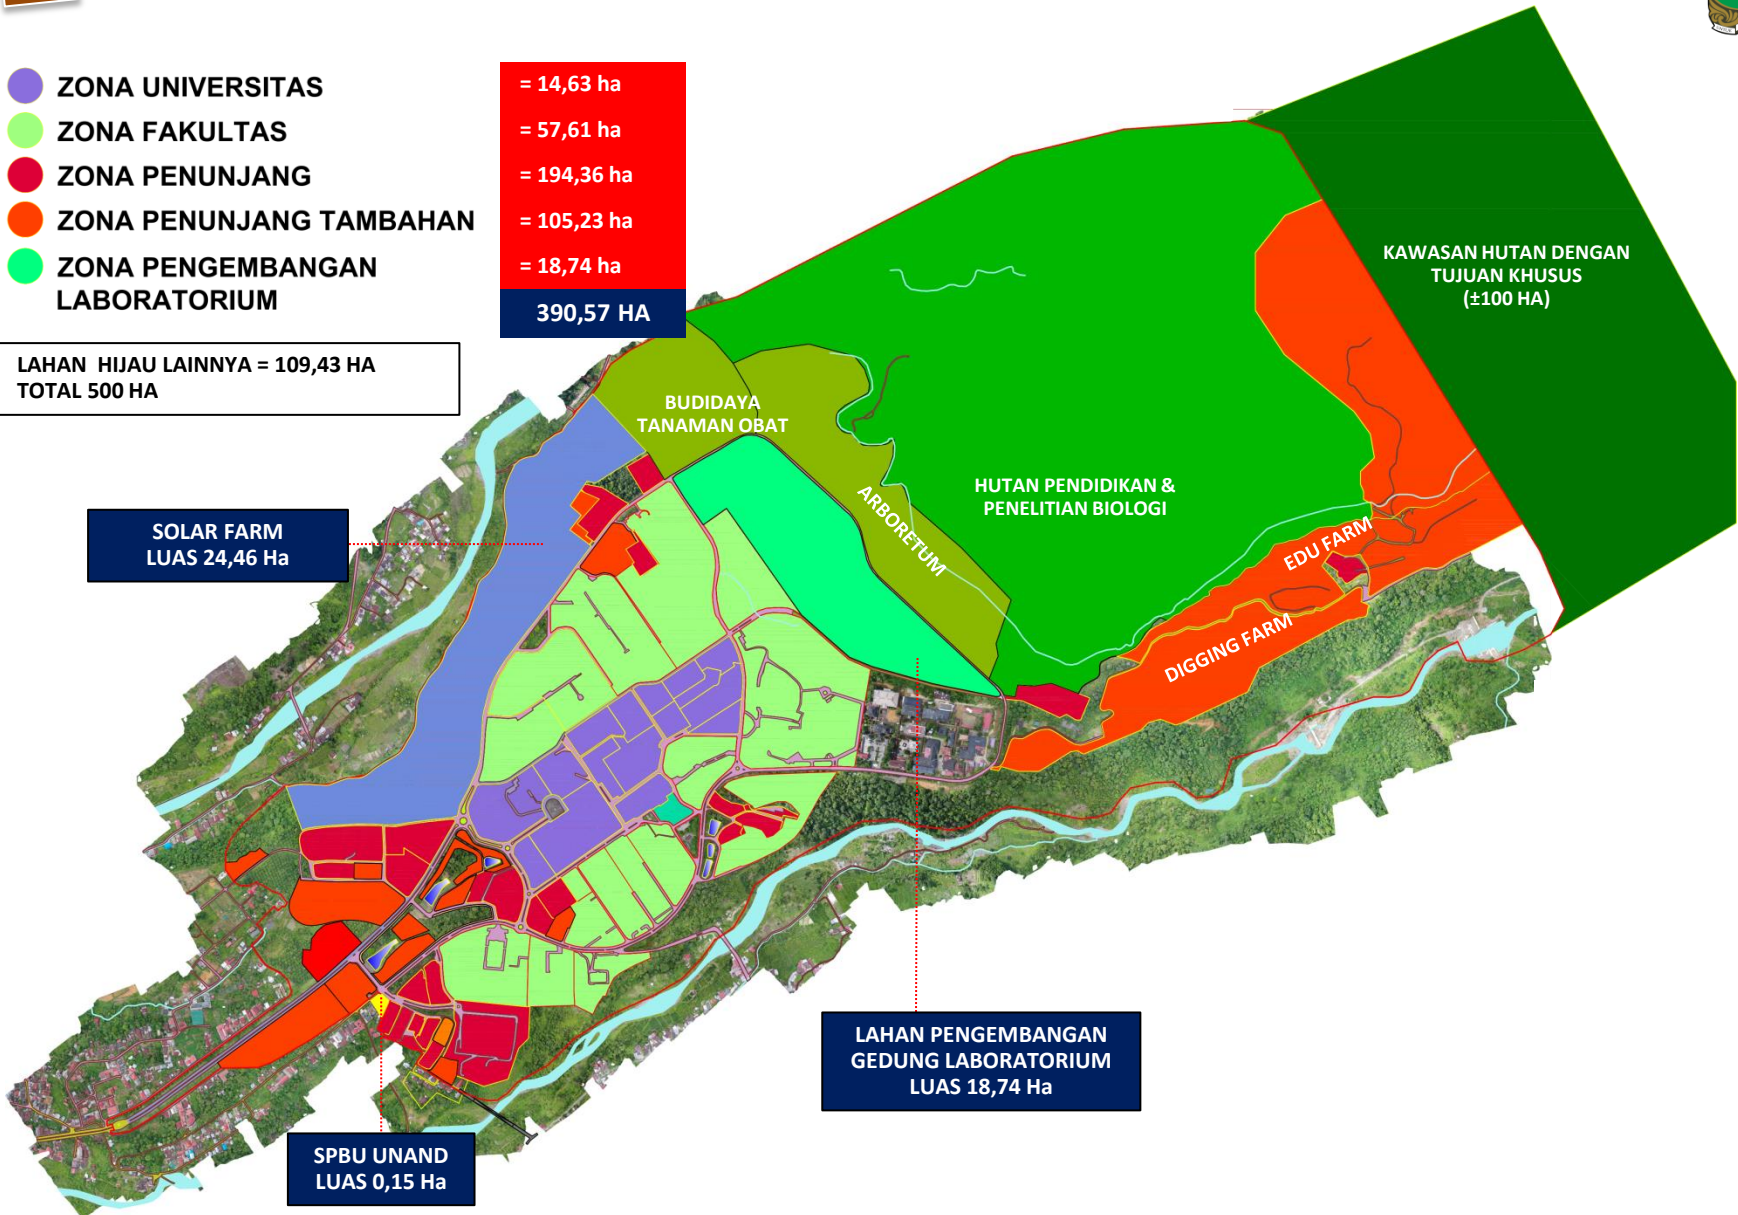 ZONA UNIVERSITAS = 14,63 ha
ZONA FAKULTAS = 57,61 ha
ZONA PENUNJANG = 194,36 ha
ZONA PENUNJANG TAMBAHAN = 105,23 ha
ZONA PENGEMBANGAN = 18,74 ha
LABORATORIUM
390,57 HA
LAHAN HIJAU LAINNYA = 109,43 HA
TOTAL 500 HA
KAWASAN HUTAN DENGAN
TUJUAN KHUSUS
(±100 HA)
BUDIDAYA
TANAMAN OBAT
ARBORETUM
HUTAN PENDIDIKAN &
PENELITIAN BIOLOGI
SOLAR FARM
LUAS 24,46 Ha
EDU FARM
DIGGING FARM
LAHAN PENGEMBANGAN
GEDUNG LABORATORIUM
LUAS 18,74 Ha
SPBU UNAND
LUAS 0,15 Ha